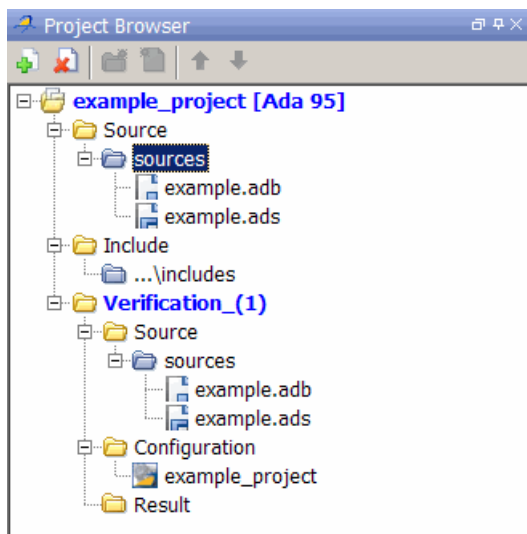 Project Browser
example_project [Ada 95]
Source
sources
example.adb
example.ads
Include
...\includes
Verification_(1)
Source
sources
example.adb
example.ads
Configuration
example_project
Result